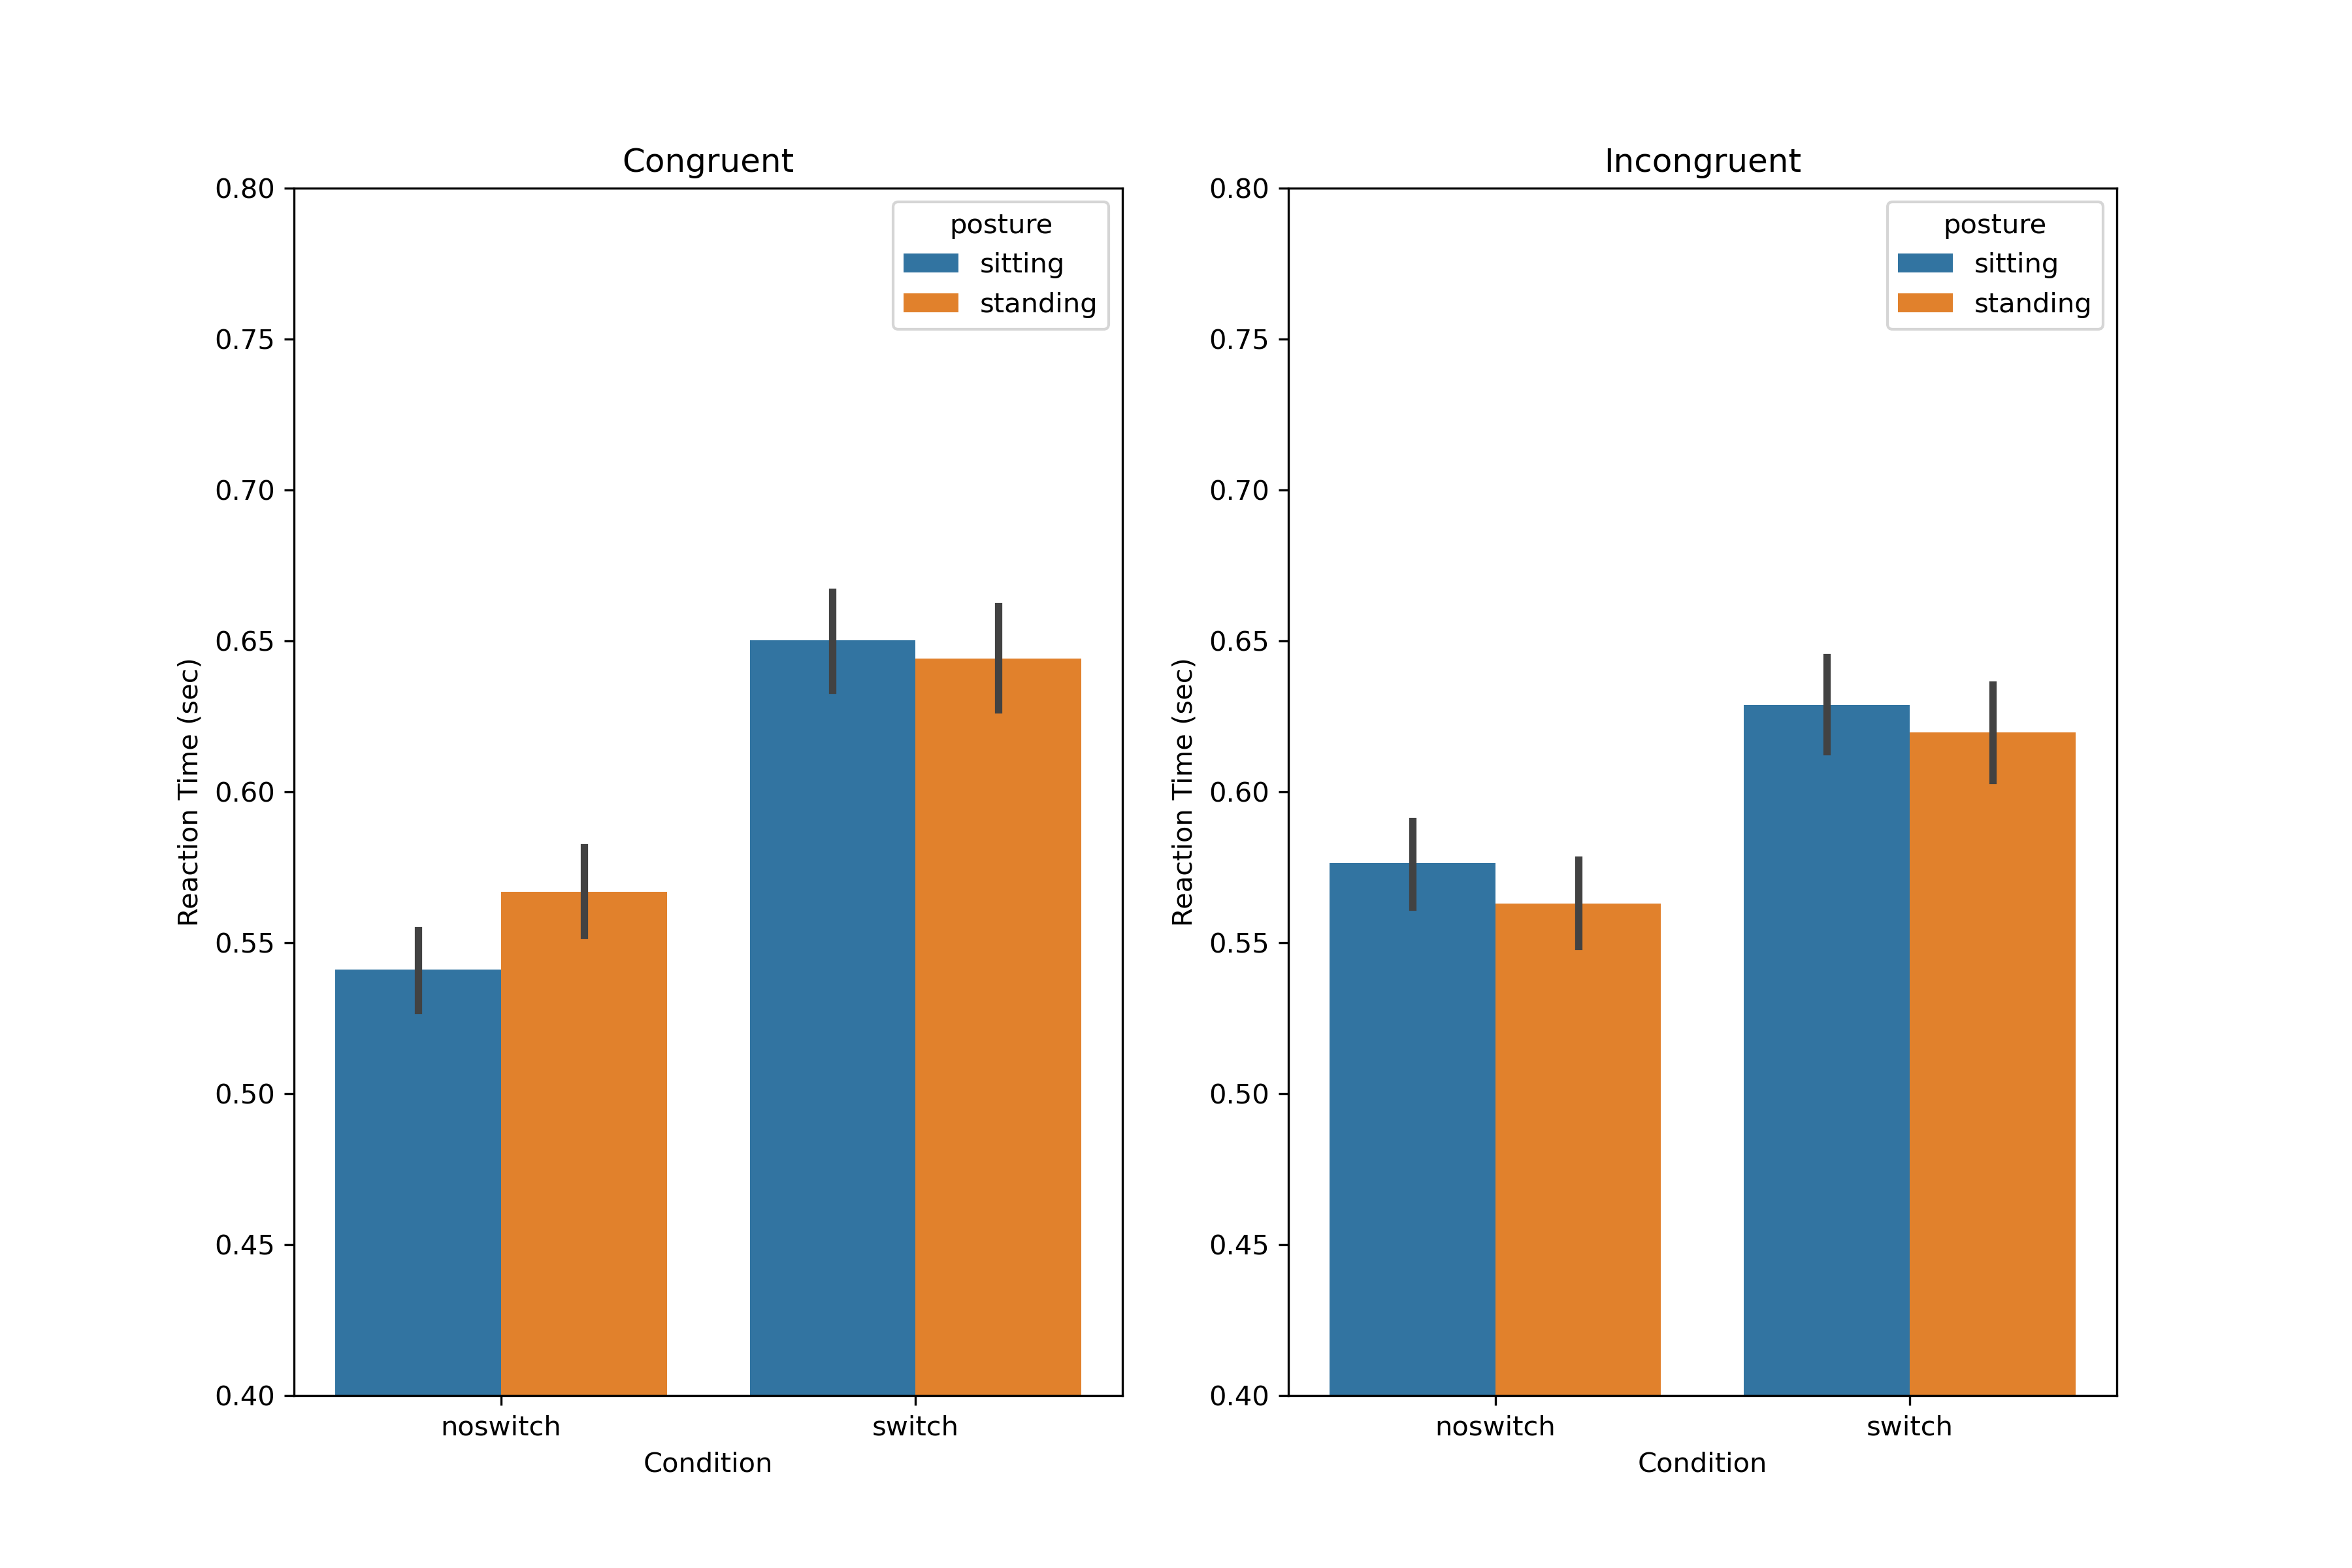 Congruent
0.80
0.75
0.70
0.65
0.60
0.55
0.50
0.45
0.40
Reaction Time (sec)
posture
sitting
standing
noswitch switch
Condition
Incongruent
0.80
0.75
0.70
0.65
0.60
0.55
0.50
0.45
0.40
Reaction Time (sec)
posture
sitting
standing
noswitch switch
Condition